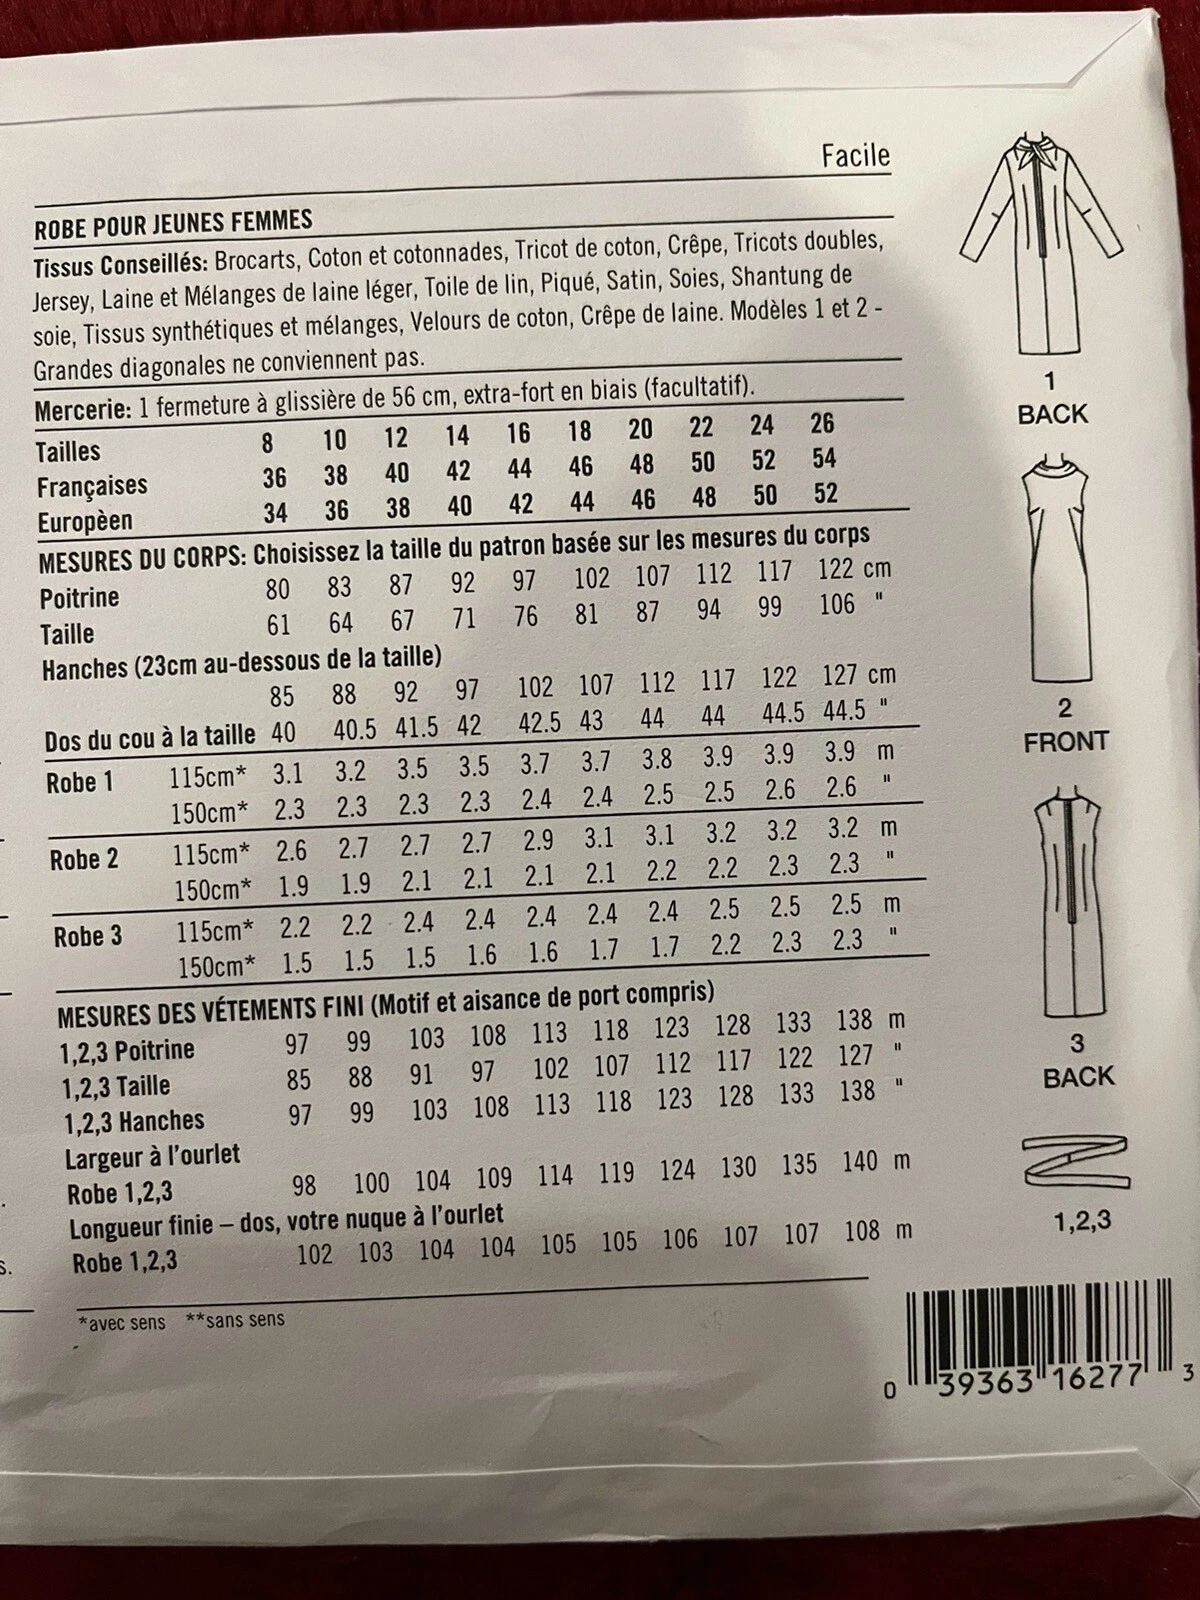 Facile
ROBE POUR JEUNES FEMMES
Tissus Conseillés: Brocarts, Coton et cotonnades, Tricot de coton, Crêpe, Tricots doubles,
Jersey, Laine et Mélanges de laine léger, Toile de lin, Piqué, Satin, Soies, Shantung de
soie, Tissus synthétiques et mélanges, Velours de coton, Crêpe de laine. Modèles 1 et 2 -
Grandes diagonales ne conviennent pas.
Mercerie: 1 fermeture à glissière de 56 cm, extra-fort en biais (facultatif).
Tailles 8 10 12 14 16 18 20 22 24 26
Françaises 36 38 40 42 44 46 48 50 52 54
Europèen 34 36 38 40 42 44 46 48 50 52
MESURES DU CORPS: Choisissez la taille du patron basée sur les mesures du corps
Poitrine 80 83 87 92 97 102 107 112 117 122 cm
Taille 61 64 67 71 76 81 87 94 99 106 "
Hanches (23cm au-dessous de la taille)
85 88 92 97 102 107 112 117 122 127 cm
Dos du cou à la taille 40 40.5 41.5 42 42.5 43 44 44 44.5 44.5 "
Robe 1 115cm* 3.1 3.2 3.5 3.5 3.7 3.7 3.8 3.9 3.9 3.9 m
150cm* 2.3 2.3 2.3 2.3 2.4 2.4 2.5 2.5 2.6 2.6 "
Robe 2 115cm* 2.6 2.7 2.7 2.7 2.9 3.1 3.1 3.2 3.2 3.2 m
150cm* 1.9 1.9 2.1 2.1 2.1 2.1 2.2 2.2 2.3 2.3 "
Robe 3 115cm* 2.2 2.2 2.4 2.4 2.4 2.4 2.4 2.5 2.5 2.5 m
150cm* 1.5 1.5 1.5 1.6 1.6 1.7 1.7 2.2 2.3 2.3 "
MESURES DES VÉTEMENTS FINI (Motif et aisance de port compris)
1,2,3 Poitrine 97 99 103 108 113 118 123 128 133 138 m
1,2,3 Taille 85 88 91 97 102 107 112 117 122 127 "
1,2,3 Hanches 97 99 103 108 113 118 123 128 133 138 "
Largeur à l'ourlet
Robe 1,2,3 98 100 104 109 114 119 124 130 135 140 m
Longueur finie – dos, votre nuque à l'ourlet
Robe 1,2,3 102 103 104 104 105 105 106 107 107 108 m
*avec sens **sans sens
s.
1
BACK
2
FRONT
3
BACK
1,2,3
0 39363 16277 3